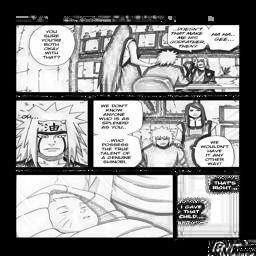 YOU
SURE
YOU'RE
BOTH
OKAY
WITH
THAT?
...DOESN'T
THAT MAKE
ME HIS
GODFATHER,
THEN?
HA HA...
GEE...
YOU...
油
WE DON'T
KNOW
ANYONE
WHO IS AS
SPLENDID
AS YOU...
...WHO
POSSESS
THE TRUE
TALENT OF
A GENUINE
SHINOBI.
WE
WOULDN'T
HAVE
IT ANY
OTHER
WAY!
THAT'S
RIGHT...
I GAVE
THAT
CHILD...